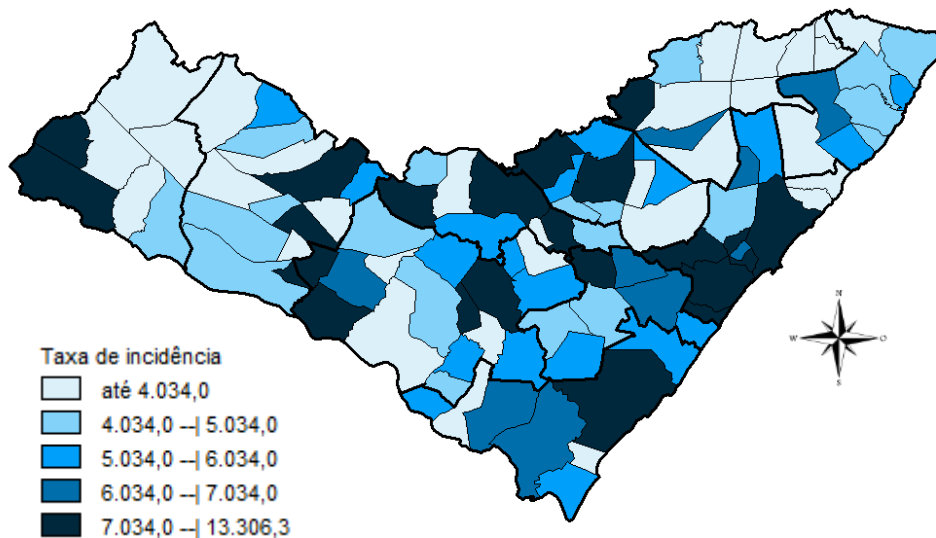 N
W
O
S
Taxa de incidência
até 4.034,0
4.034,0 --| 5.034,0
5.034,0 --| 6.034,0
6.034,0 --| 7.034,0
7.034,0 --| 13.306,3